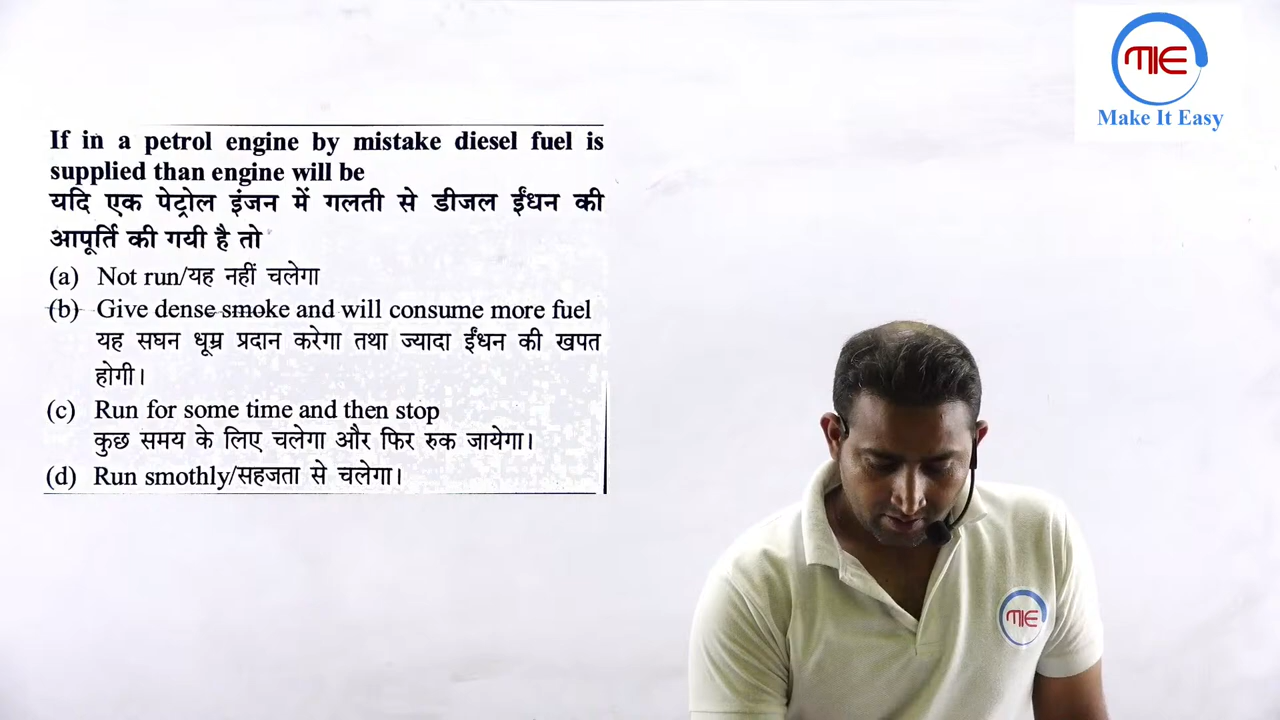 MIE
Make It Easy
If in a petrol engine by mistake diesel fuel is
supplied than engine will be
यदि एक पेट्रोल इंजन में गलती से डीजल ईंधन की
आपूर्ति की गयी है तो
(a) Not run/यह नहीं चलेगा
(b) Give dense smoke and will consume more fuel
यह सघन धूम्र प्रदान करेगा तथा ज्यादा ईंधन की खपत
होगी।
(c) Run for some time and then stop
कुछ समय के लिए चलेगा और फिर रुक जायेगा।
(d) Run smothly/सहजता से चलेगा।
MIE